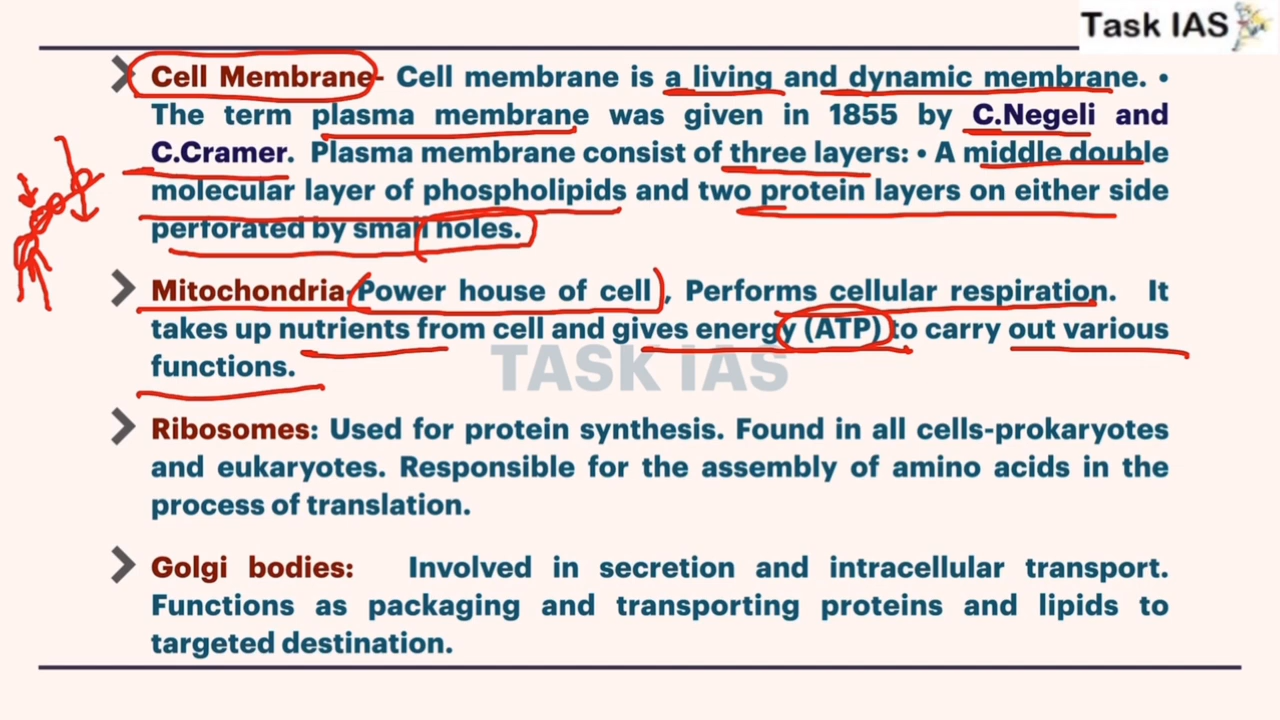 Task IAS
Cell Membrane- Cell membrane is a living and dynamic membrane. •
The term plasma membrane was given in 1855 by C.Negeli and
C.Cramer. Plasma membrane consist of three layers: • A middle double
molecular layer of phospholipids and two protein layers on either side
perforated by small holes.
Mitochondria-Power house of cell , Performs cellular respiration. It
takes up nutrients from cell and gives energy (ATP) to carry out various
functions.
TASK IAS
Ribosomes: Used for protein synthesis. Found in all cells-prokaryotes
and eukaryotes. Responsible for the assembly of amino acids in the
process of translation.
Golgi bodies: Involved in secretion and intracellular transport.
Functions as packaging and transporting proteins and lipids to
targeted destination.